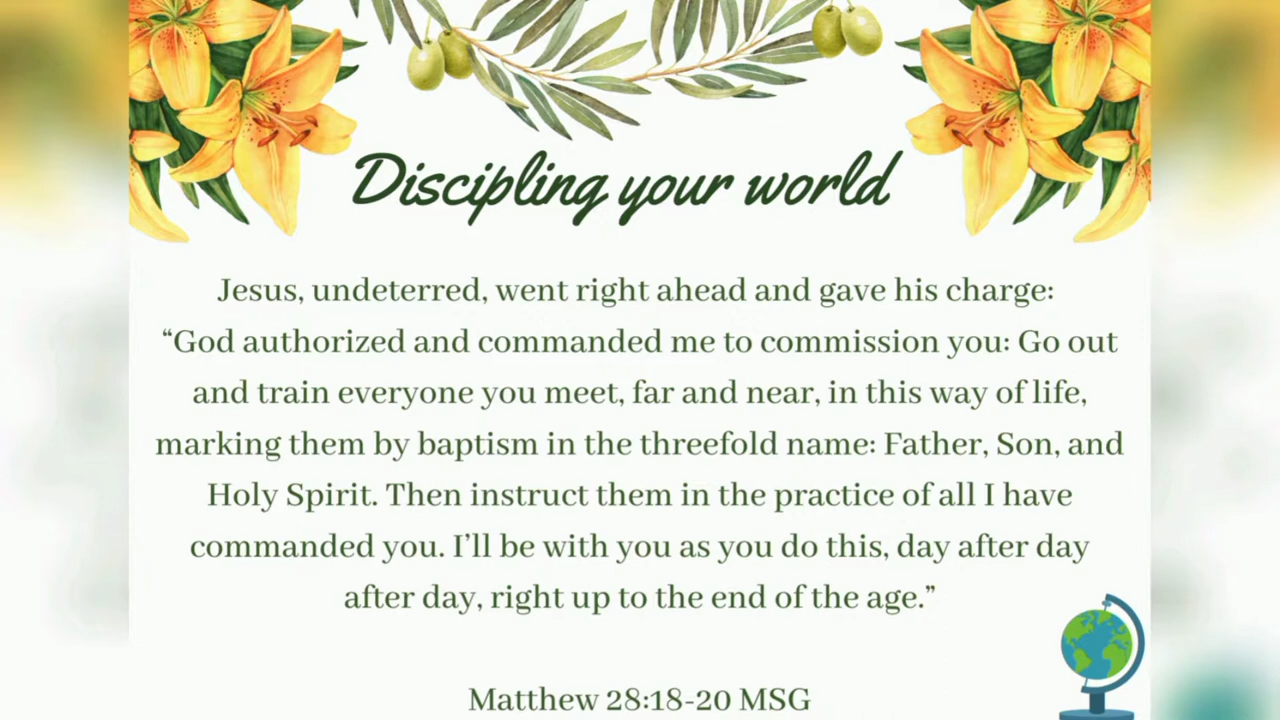 Discipling your world
Jesus, undeterred, went right ahead and gave his charge:
“God authorized and commanded me to commission you: Go out
and train everyone you meet, far and near, in this way of life,
marking them by baptism in the threefold name: Father, Son, and
Holy Spirit. Then instruct them in the practice of all I have
commanded you. I’ll be with you as you do this, day after day
after day, right up to the end of the age.”
Matthew 28:18-20 MSG